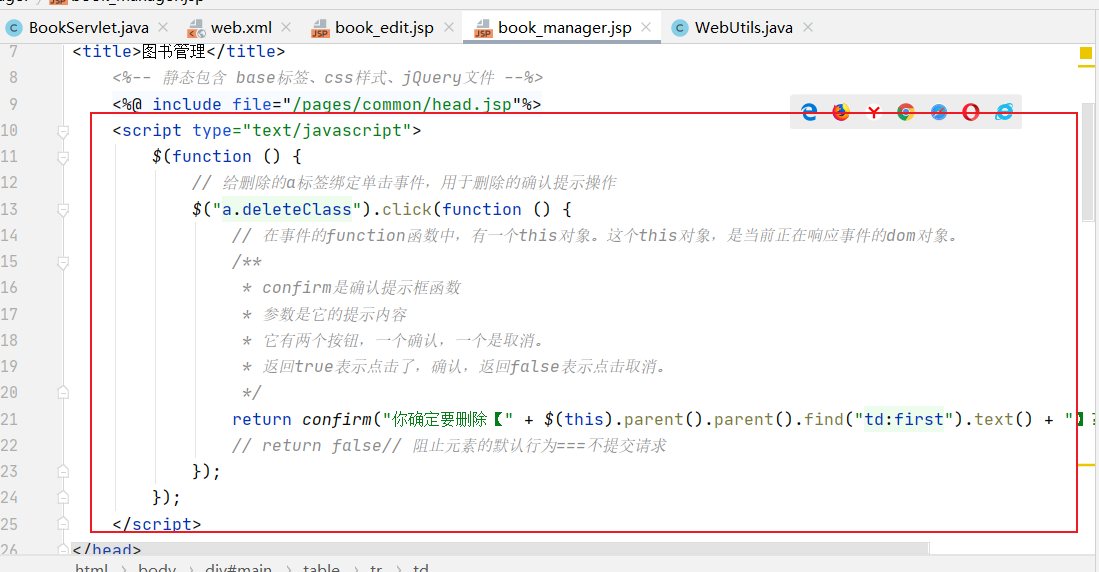 book_manager.jsp
BookServlet.java
web.xml
book_edit.jsp
book_manager.jsp
WebUtils.java
7 <title>图书管理</title>
8 <%-- 静态包含 base标签、css样式、jQuery文件 --%>
9 <%@ include file="/pages/common/head.jsp"%>
10 <script type="text/javascript">
11 $(function () {
12 // 给删除的a标签绑定单击事件，用于删除的确认提示操作
13 $("a.deleteClass").click(function () {
14 // 在事件的function函数中，有一个this对象。这个this对象，是当前正在响应事件的dom对象。
15 /**
16 * confirm是确认提示框函数
17 * 参数是它的提示内容
18 * 它有两个按钮，一个确认，一个是取消。
19 * 返回true表示点击了，确认，返回false表示点击取消。
20 */
21 return confirm("你确定要删除【" + $(this).parent().parent().find("td:first").text() + "】?
22 // return false// 阻止元素的默认行为===不提交请求
23 });
24 });
25 </script>
26 </head>
html › body › div#main › table › tr › td